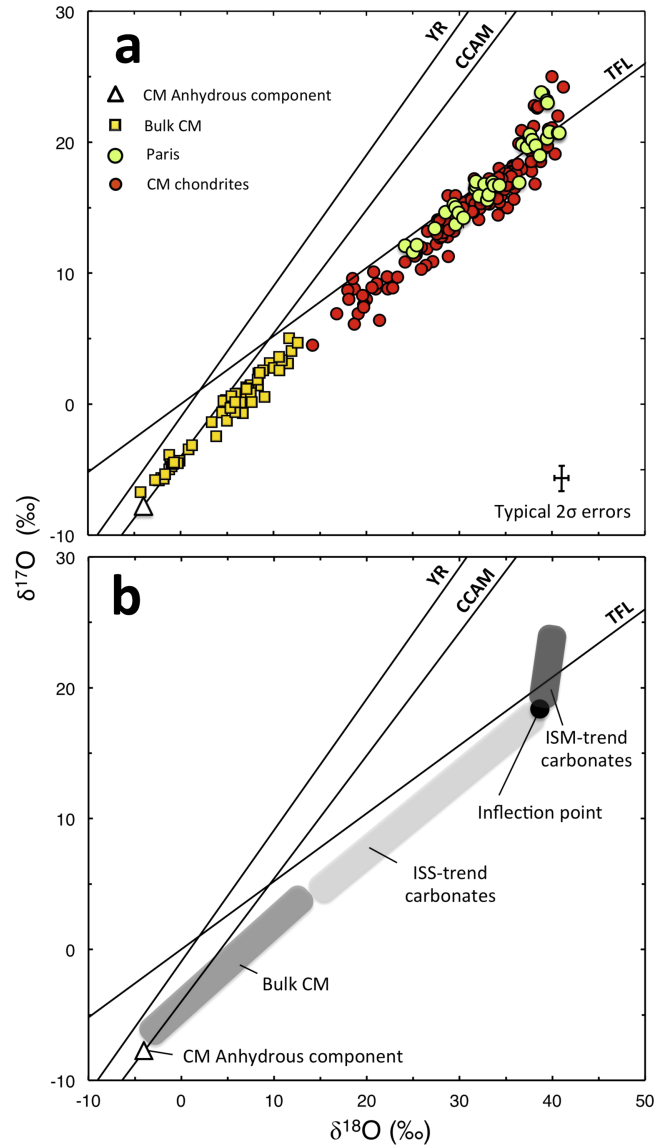 30
20
10
0
-10
a
YR
CCAM
TFL
CM Anhydrous component
Bulk CM
Paris
CM chondrites
Typical 2σ errors
δ¹⁷O (‰)
30
20
10
0
-10
b
YR
CCAM
TFL
ISM-trend
carbonates
Inflection point
ISS-trend
carbonates
Bulk CM
CM Anhydrous component
-10 0 10 20 30 40 50
δ¹⁸O (‰)